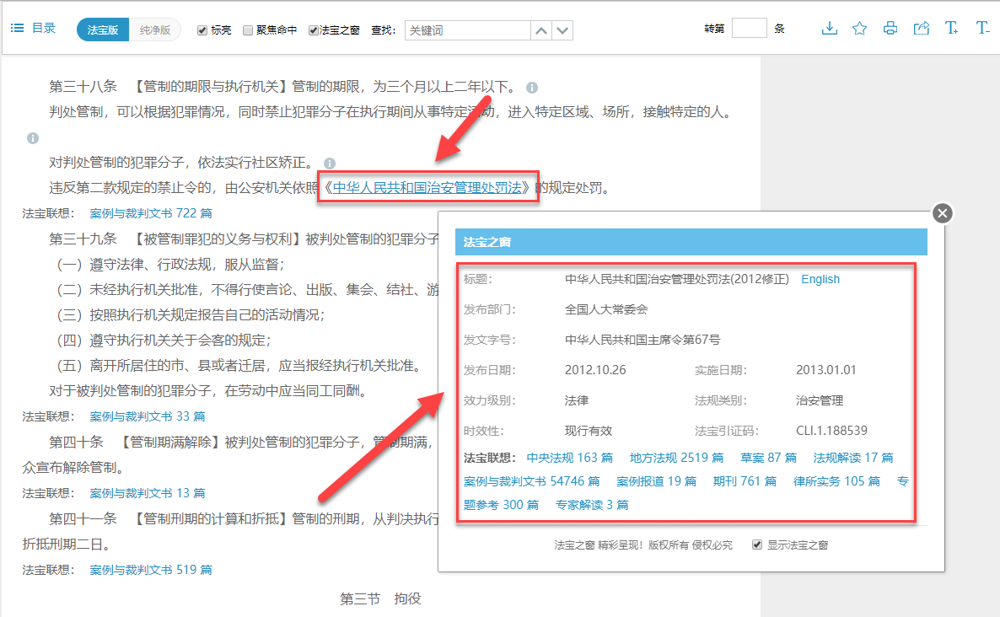 目录 法宝版 纯净版 标亮 聚焦命中 法宝之窗 查找： 关键词 转第 条
第三十八条 【管制的期限与执行机关】管制的期限，为三个月以上二年以下。
判处管制，可以根据犯罪情况，同时禁止犯罪分子在执行期间从事特定活动，进入特定区域、场所，接触特定的人。
对判处管制的犯罪分子，依法实行社区矫正。
违反第二款规定的禁止令的，由公安机关依照《中华人民共和国治安管理处罚法》的规定处罚。
法宝联想： 案例与裁判文书 722 篇
第三十九条 【被管制罪犯的义务与权利】被判处管制的犯罪分子
（一）遵守法律、行政法规，服从监督；
（二）未经执行机关批准，不得行使言论、出版、集会、结社、游
（三）按照执行机关规定报告自己的活动情况；
（四）遵守执行机关关于会客的规定；
（五）离开所居住的市、县或者迁居，应当报经执行机关批准。
对于被判处管制的犯罪分子，在劳动中应当同工同酬。
法宝联想： 案例与裁判文书 33 篇
第四十条 【管制期满解除】被判处管制的犯罪分子，管制期满，
众宣布解除管制。
法宝联想： 案例与裁判文书 13 篇
第四十一条 【管制刑期的计算和折抵】管制的刑期，从判决执行
折抵刑期二日。
法宝联想： 案例与裁判文书 519 篇
第三节 拘役
法宝之窗
标题： 中华人民共和国治安管理处罚法(2012修正) English
发布部门： 全国人大常委会
发文字号： 中华人民共和国主席令第67号
发布日期： 2012.10.26 实施日期： 2013.01.01
效力级别： 法律 法规类别： 治安管理
时效性： 现行有效 法宝引证码： CLI.1.188539
法宝联想： 中央法规 163 篇 地方法规 2519 篇 草案 87 篇 法规解读 17 篇
案例与裁判文书 54746 篇 案例报道 19 篇 期刊 761 篇 律所实务 105 篇 专
题参考 300 篇 专家解读 3 篇
法宝之窗 精彩呈现！版权所有 侵权必究 显示法宝之窗